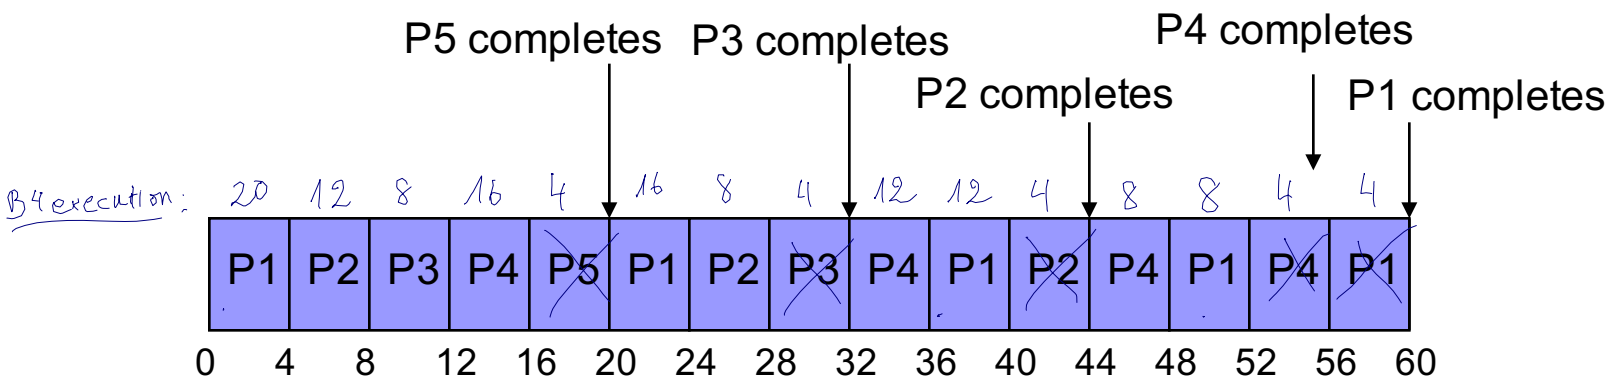 P5 completes P3 completes P4 completes
P2 completes P1 completes
B4 execution: 20 12 8 16 4 16 8 4 12 12 4 8 8 4 4
P1 P2 P3 P4 P5 P1 P2 P3 P4 P1 P2 P4 P1 P4 P1
0 4 8 12 16 20 24 28 32 36 40 44 48 52 56 60